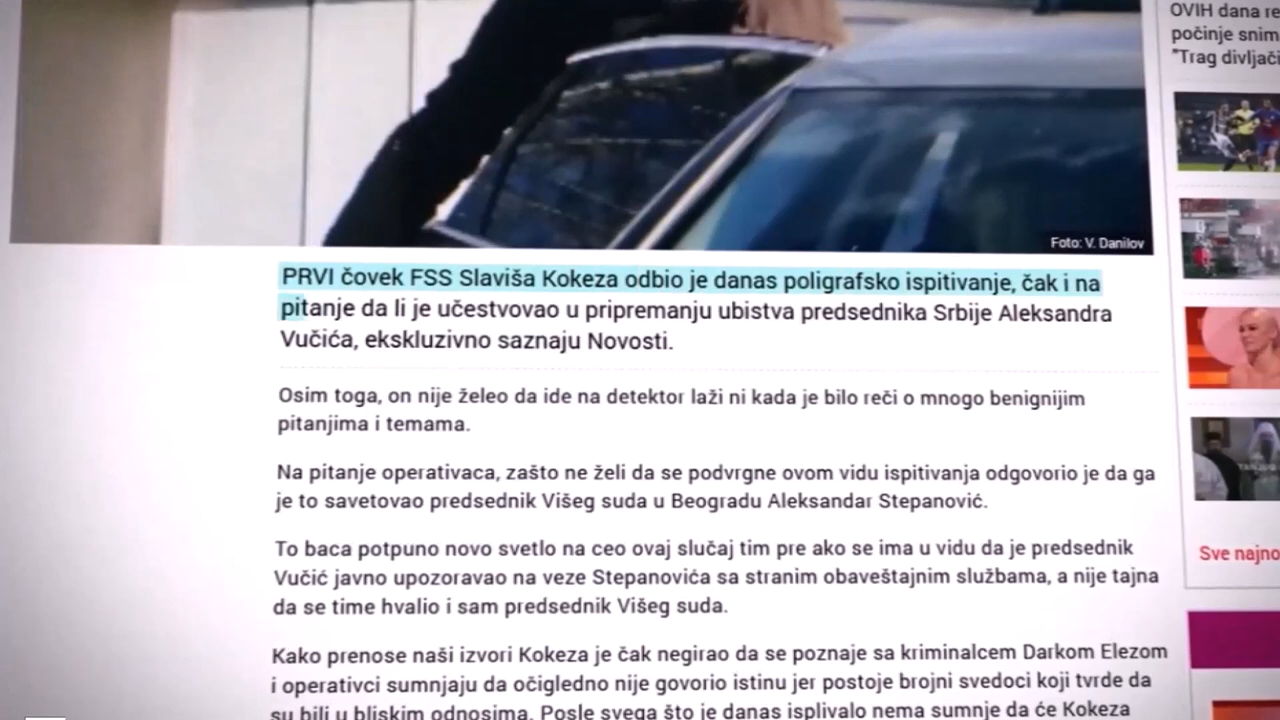 OVIH dana
počinje
"Trag
Foto: V. Danilov
PRVI čovek FSS Slaviša Kokeza odbio je danas poligrafsko ispitivanje, čak i na
pitanje da li je učestvovao u pripremanju ubistva predsednika Srbije Aleksandra
Vučića, ekskluzivno saznaju Novosti.
Osim toga, on nije želeo da ide na detektor laži ni kada je bilo reči o mnogo benignijim
pitanjima i temama.
Na pitanje operativaca, zašto ne želi da se podvrgne ovom vidu ispitivanja odgovorio je da ga
je to savetovao predsednik Višeg suda u Beogradu Aleksandar Stepanović.
To baca potpuno novo svetlo na ceo ovaj slučaj tim pre ako se ima u vidu da je predsednik
Vučić javno upozoravao na veze Stepanovića sa stranim obaveštajnim službama, a nije tajna
da se time hvalio i sam predsednik Višeg suda.
Sve
Kako prenose naši izvori Kokeza je čak negirao da se poznaje sa kriminalcem Darkom Elezom
i operativci sumnjaju da očigledno nije govorio istinu jer postoje brojni svedoci koji tvrde da
su bili u bliskim odnosima. Posle svega što je danas isplivalo nema sumnje da će Kokeza